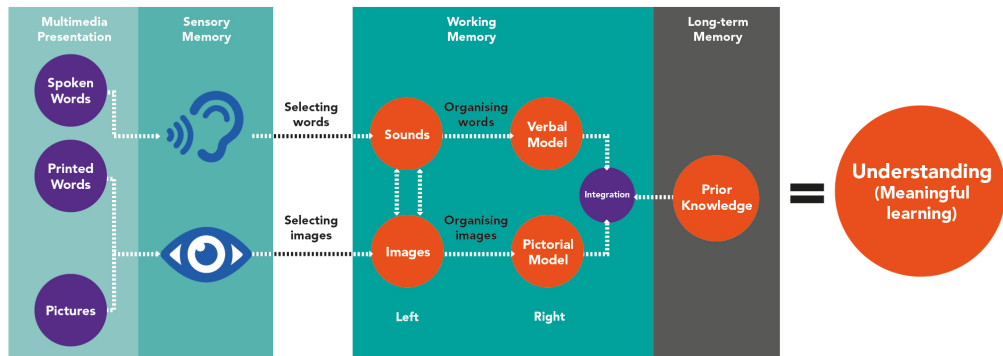 Multimedia
Presentation
Sensory
Memory
Working
Memory
Long-term
Memory
Spoken
Words
Printed
Words
Pictures
Selecting
words
Selecting
images
Sounds
Images
Organising
words
Organising
images
Verbal
Model
Pictorial
Model
Integration
Prior
Knowledge
Left
Right
=
Understanding
(Meaningful
learning)